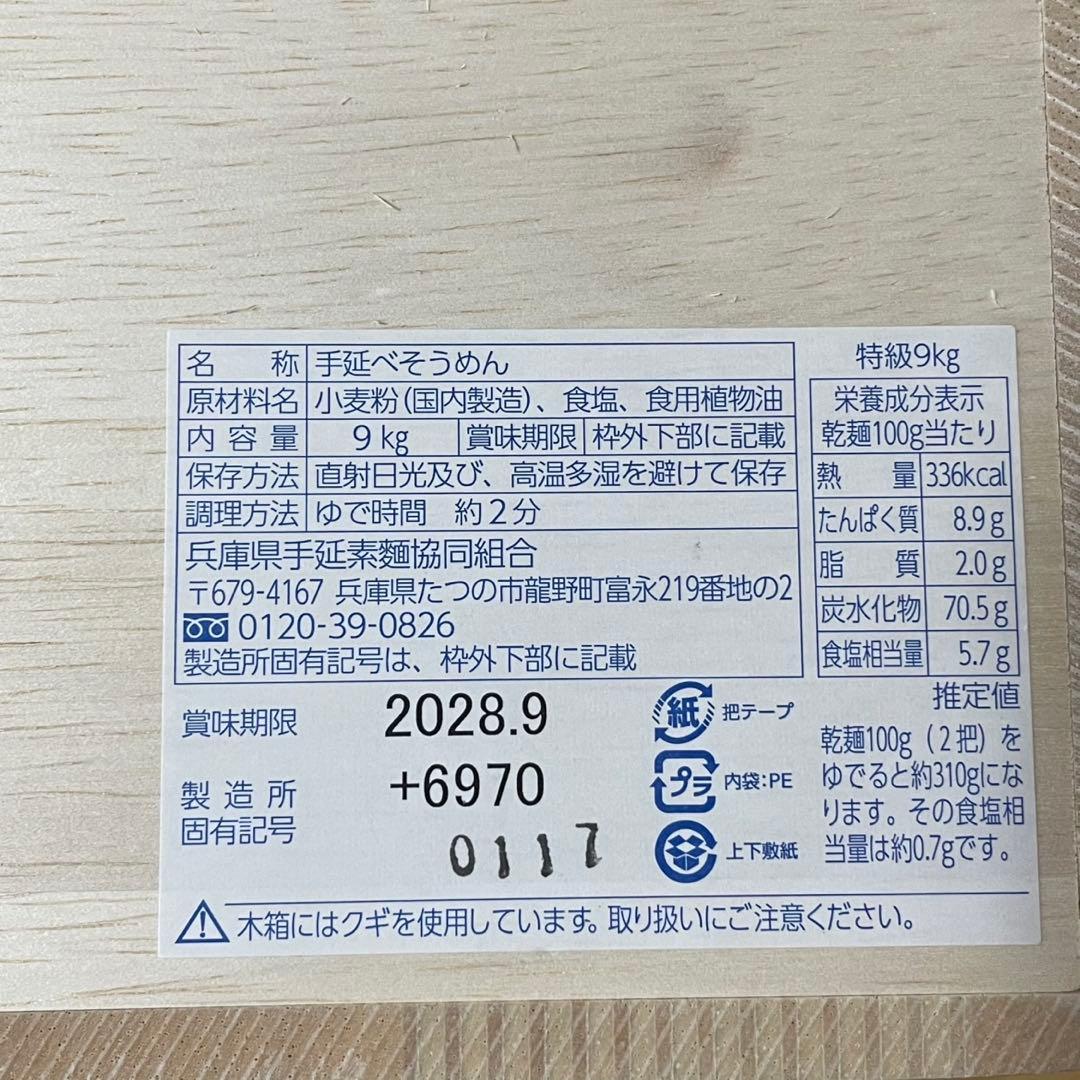 名称 手延べそうめん
原材料名 小麦粉(国内製造)、食塩、食用植物油
内容量 9kg 賞味期限 枠外下部に記載
保存方法 直射日光及び、高温多湿を避けて保存
調理方法 ゆで時間 約2分
兵庫県手延素麵協同組合
〒679-4167 兵庫県たつの市龍野町富永219番地の2
0120-39-0826
製造所固有記号は、枠外下部に記載
特級9kg
栄養成分表示
乾麺100g当たり
熱量 336kcal
たんぱく質 8.9g
脂質 2.0g
炭水化物 70.5g
食塩相当量 5.7g
推定値
乾麺100g(2把)を
ゆでると約310gにな
ります。その食塩相
当量は約0.7gです。
賞味期限 2028.9
製造所 +6970
固有記号
0117
紙 把テープ
プラ 内袋:PE
上下敷紙
木箱にはクギを使用しています。取り扱いにご注意ください。